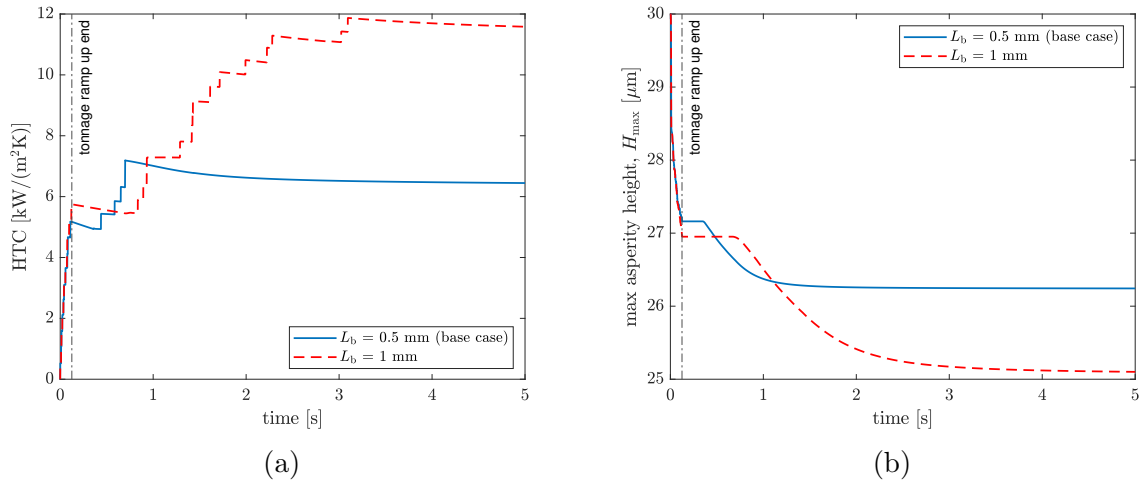 HTC [kW/(m²K)]
12
10
8
6
4
2
0
tonnage ramp up end
L_b = 0.5 mm (base case)
L_b = 1 mm
0 1 2 3 4 5
time [s]
(a)
max asperity height, H_max [μm]
30
29
28
27
26
25
tonnage ramp up end
L_b = 0.5 mm (base case)
L_b = 1 mm
0 1 2 3 4 5
time [s]
(b)